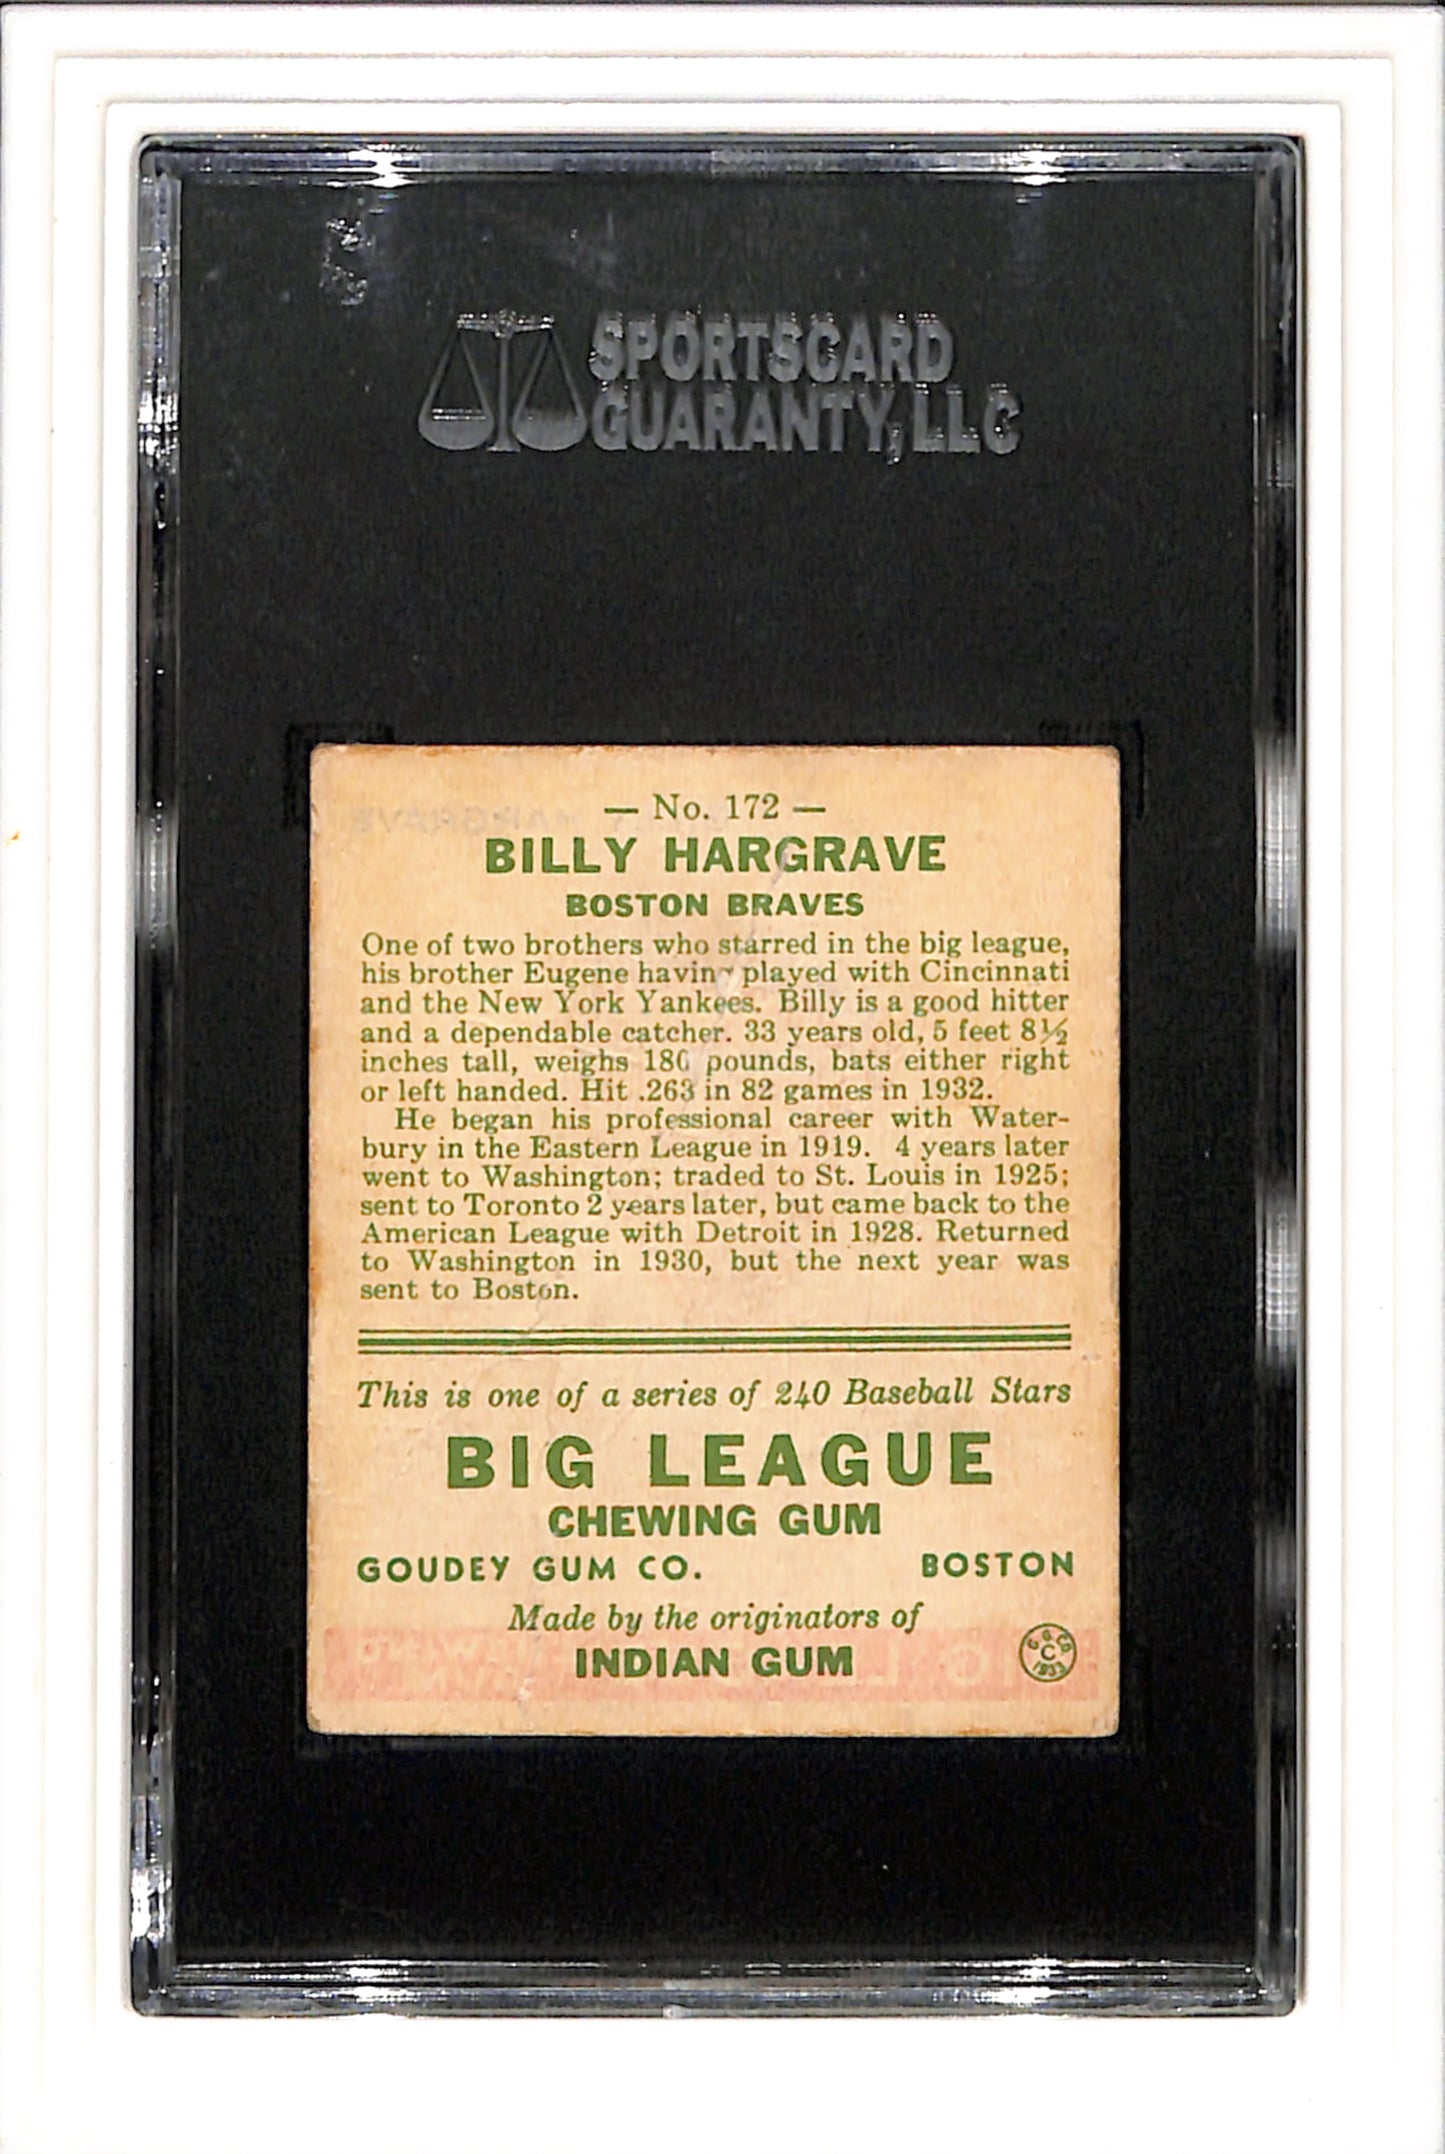 SPORTSCARD
GUARANTY, LLC
— No. 172 —
BILLY HARGRAVE
BOSTON BRAVES
One of two brothers who starred in the big league,
his brother Eugene having played with Cincinnati
and the New York Yankees. Billy is a good hitter
and a dependable catcher. 33 years old, 5 feet 8½
inches tall, weighs 180 pounds, bats either right
or left handed. Hit .263 in 82 games in 1932.
He began his professional career with Water-
bury in the Eastern League in 1919. 4 years later
went to Washington; traded to St. Louis in 1925;
sent to Toronto 2 years later, but came back to the
American League with Detroit in 1928. Returned
to Washington in 1930, but the next year was
sent to Boston.
This is one of a series of 240 Baseball Stars
BIG LEAGUE
CHEWING GUM
GOUDEY GUM CO. BOSTON
Made by the originators of
INDIAN GUM
G G Co.
C
1933